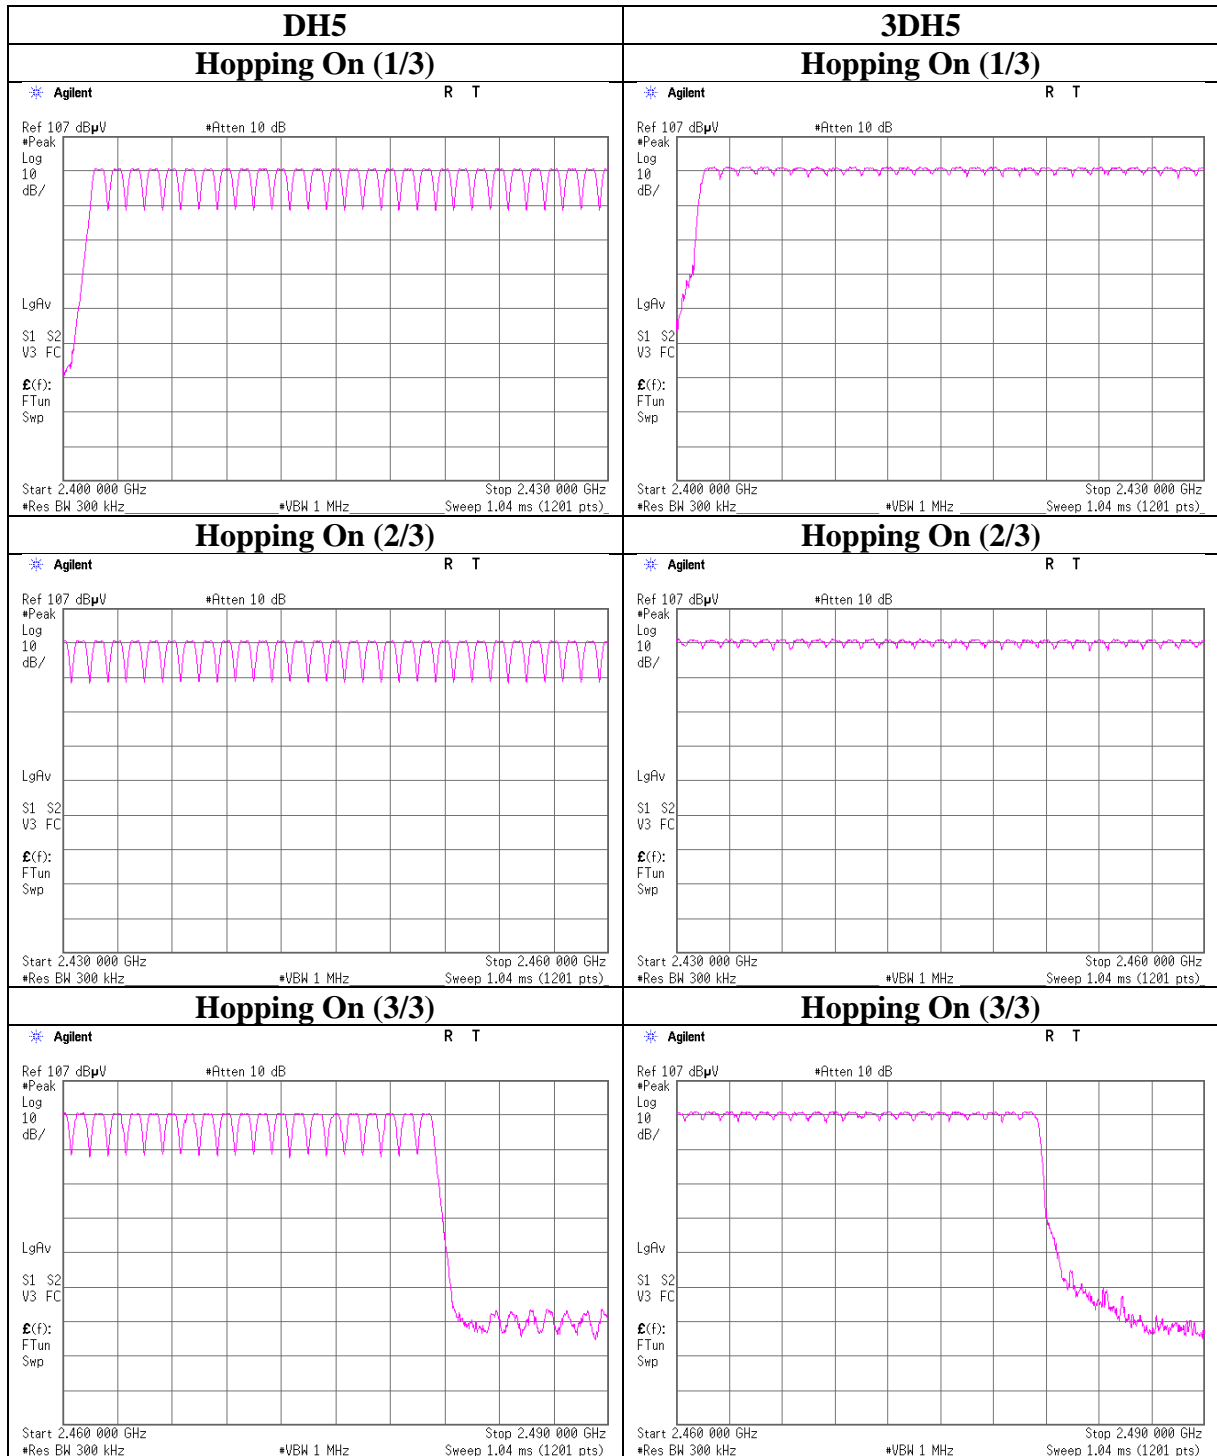 DH5
3DH5
Hopping On (1/3)
Hopping On (1/3)
Agilent
R T
Ref 107 dBµV
#Atten 10 dB
#Peak
Log
10
dB/
LgAv
S1 S2
V3 FC
£(f):
FTun
Swp
Start 2.400 000 GHz
Stop 2.430 000 GHz
#Res BW 300 kHz
#VBW 1 MHz
Sweep 1.04 ms (1201 pts)
Agilent
R T
Ref 107 dBµV
#Atten 10 dB
#Peak
Log
10
dB/
LgAv
S1 S2
V3 FC
£(f):
FTun
Swp
Start 2.400 000 GHz
Stop 2.430 000 GHz
#Res BW 300 kHz
#VBW 1 MHz
Sweep 1.04 ms (1201 pts)
Hopping On (2/3)
Hopping On (2/3)
Agilent
R T
Ref 107 dBµV
#Atten 10 dB
#Peak
Log
10
dB/
LgAv
S1 S2
V3 FC
£(f):
FTun
Swp
Start 2.430 000 GHz
Stop 2.460 000 GHz
#Res BW 300 kHz
#VBW 1 MHz
Sweep 1.04 ms (1201 pts)
Agilent
R T
Ref 107 dBµV
#Atten 10 dB
#Peak
Log
10
dB/
LgAv
S1 S2
V3 FC
£(f):
FTun
Swp
Start 2.430 000 GHz
Stop 2.460 000 GHz
#Res BW 300 kHz
#VBW 1 MHz
Sweep 1.04 ms (1201 pts)
Hopping On (3/3)
Hopping On (3/3)
Agilent
R T
Ref 107 dBµV
#Atten 10 dB
#Peak
Log
10
dB/
LgAv
S1 S2
V3 FC
£(f):
FTun
Swp
Start 2.460 000 GHz
Stop 2.490 000 GHz
#Res BW 300 kHz
#VBW 1 MHz
Sweep 1.04 ms (1201 pts)
Agilent
R T
Ref 107 dBµV
#Atten 10 dB
#Peak
Log
10
dB/
LgAv
S1 S2
V3 FC
£(f):
FTun
Swp
Start 2.460 000 GHz
Stop 2.490 000 GHz
#Res BW 300 kHz
#VBW 1 MHz
Sweep 1.04 ms (1201 pts)